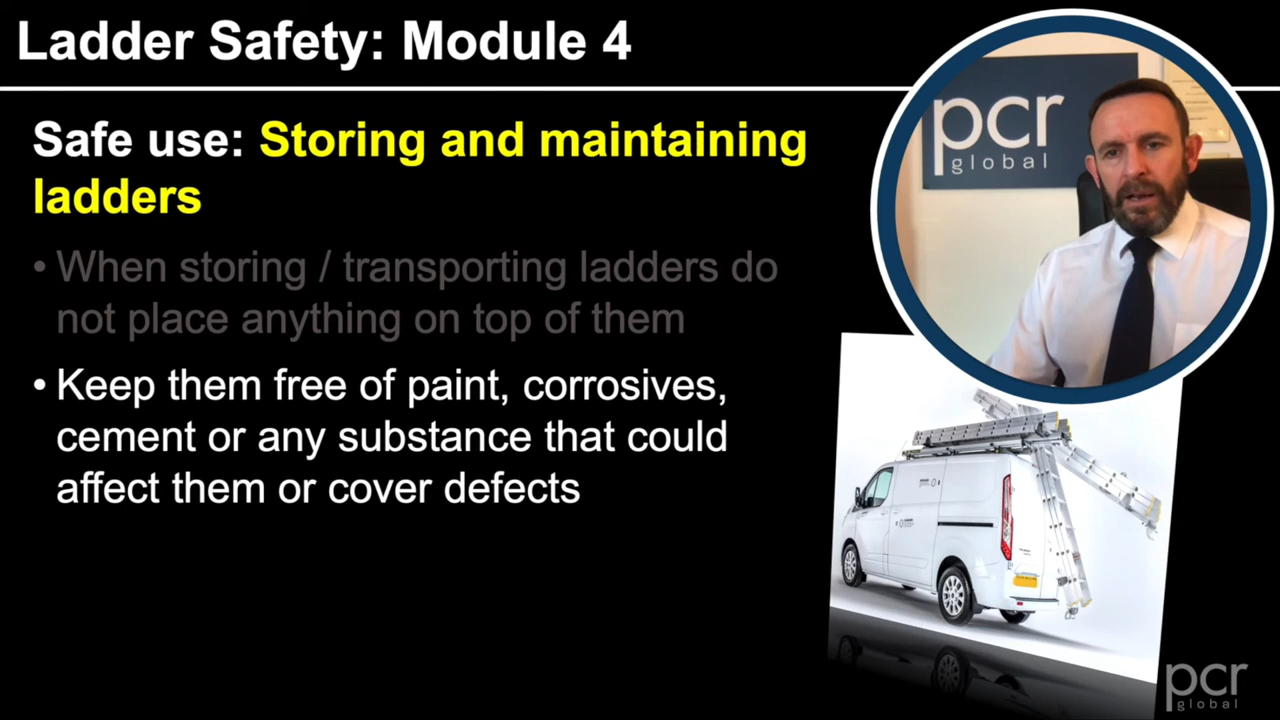 Ladder Safety: Module 4
Safe use: Storing and maintaining
ladders
• When storing / transporting ladders do
not place anything on top of them
• Keep them free of paint, corrosives,
cement or any substance that could
affect them or cover defects
pcr
global
pcr
global